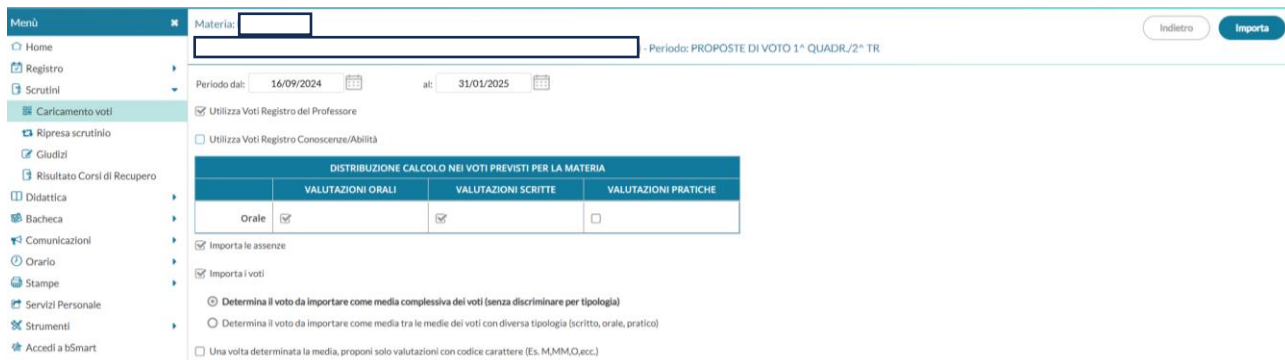 Menù
Home
Registro
Scrutini
Caricamento voti
Ripresa scrutinio
Giudizi
Risultato Corsi di Recupero
Didattica
Bacheca
Comunicazioni
Orario
Stampe
Servizi Personale
Strumenti
Accedi a bSmart
Materia:
- Periodo: PROPOSTE DI VOTO 1^ QUADR./2^ TR
Indietro
Importa
Periodo dal: 16/09/2024 al: 31/01/2025
Utilizza Voti Registro del Professore
Utilizza Voti Registro Conoscenze/Abilità
DISTRIBUZIONE CALCOLO NEI VOTI PREVISTI PER LA MATERIA
VALUTAZIONI ORALI VALUTAZIONI SCRITTE VALUTAZIONI PRATICHE
Orale
Importa le assenze
Importa i voti
Determina il voto da importare come media complessiva dei voti (senza discriminare per tipologia)
Determina il voto da importare come media tra le medie dei voti con diversa tipologia (scritto, orale, pratico)
Una volta determinata la media, proponi solo valutazioni con codice carattere (Es. M,MM,O,ecc.)